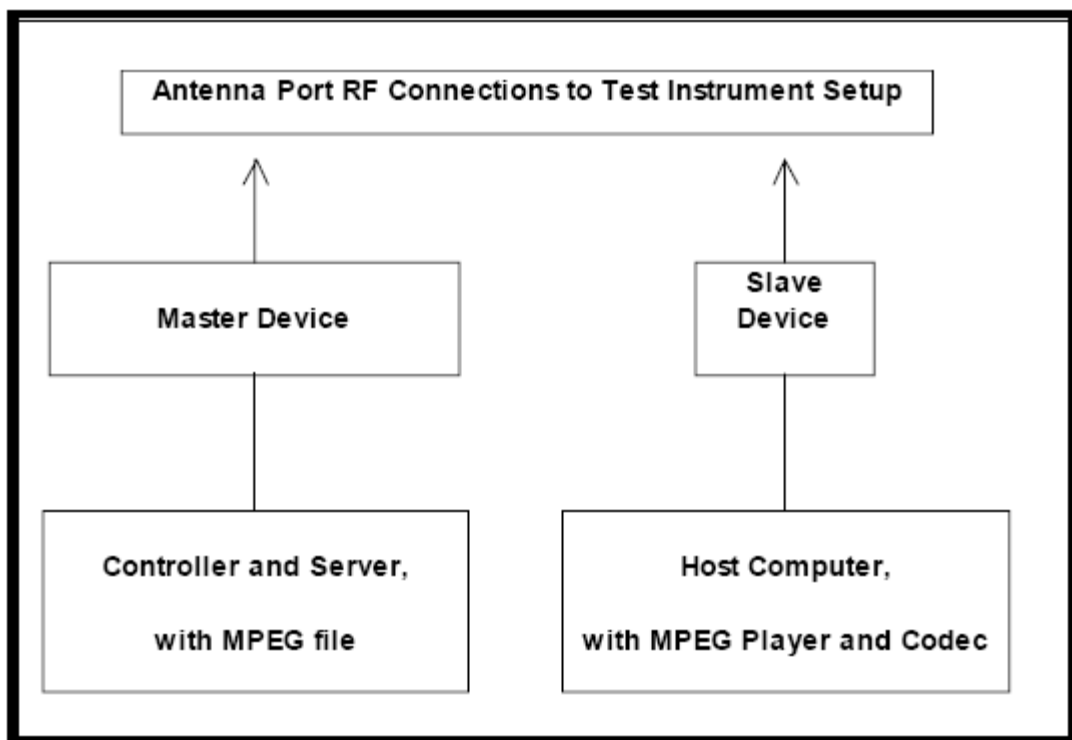 Antenna Port RF Connections to Test Instrument Setup
Master Device
Slave
Device
Controller and Server,
with MPEG file
Host Computer,
with MPEG Player and Codec